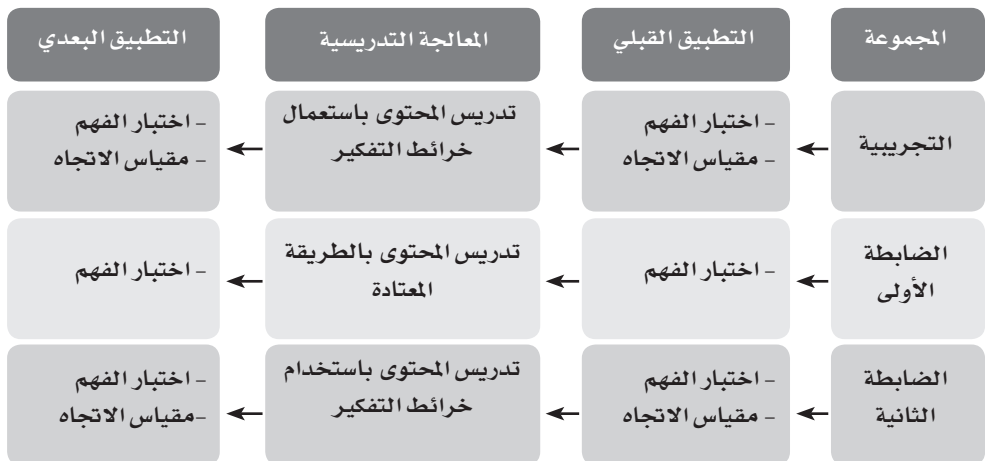 المجموعة
التطبيق القبلي
المعالجة التدريسية
التطبيق البعدي
التجريبية
- اختبار الفهم
- مقياس الاتجاه
تدريس المحتوى باستعمال
خرائط التفكير
- اختبار الفهم
- مقياس الاتجاه
الضابطة
الأولى
- اختبار الفهم
تدريس المحتوى بالطريقة
المعتادة
- اختبار الفهم
الضابطة
الثانية
- اختبار الفهم
- مقياس الاتجاه
تدريس المحتوى باستخدام
خرائط التفكير
- اختبار الفهم
-مقياس الاتجاه